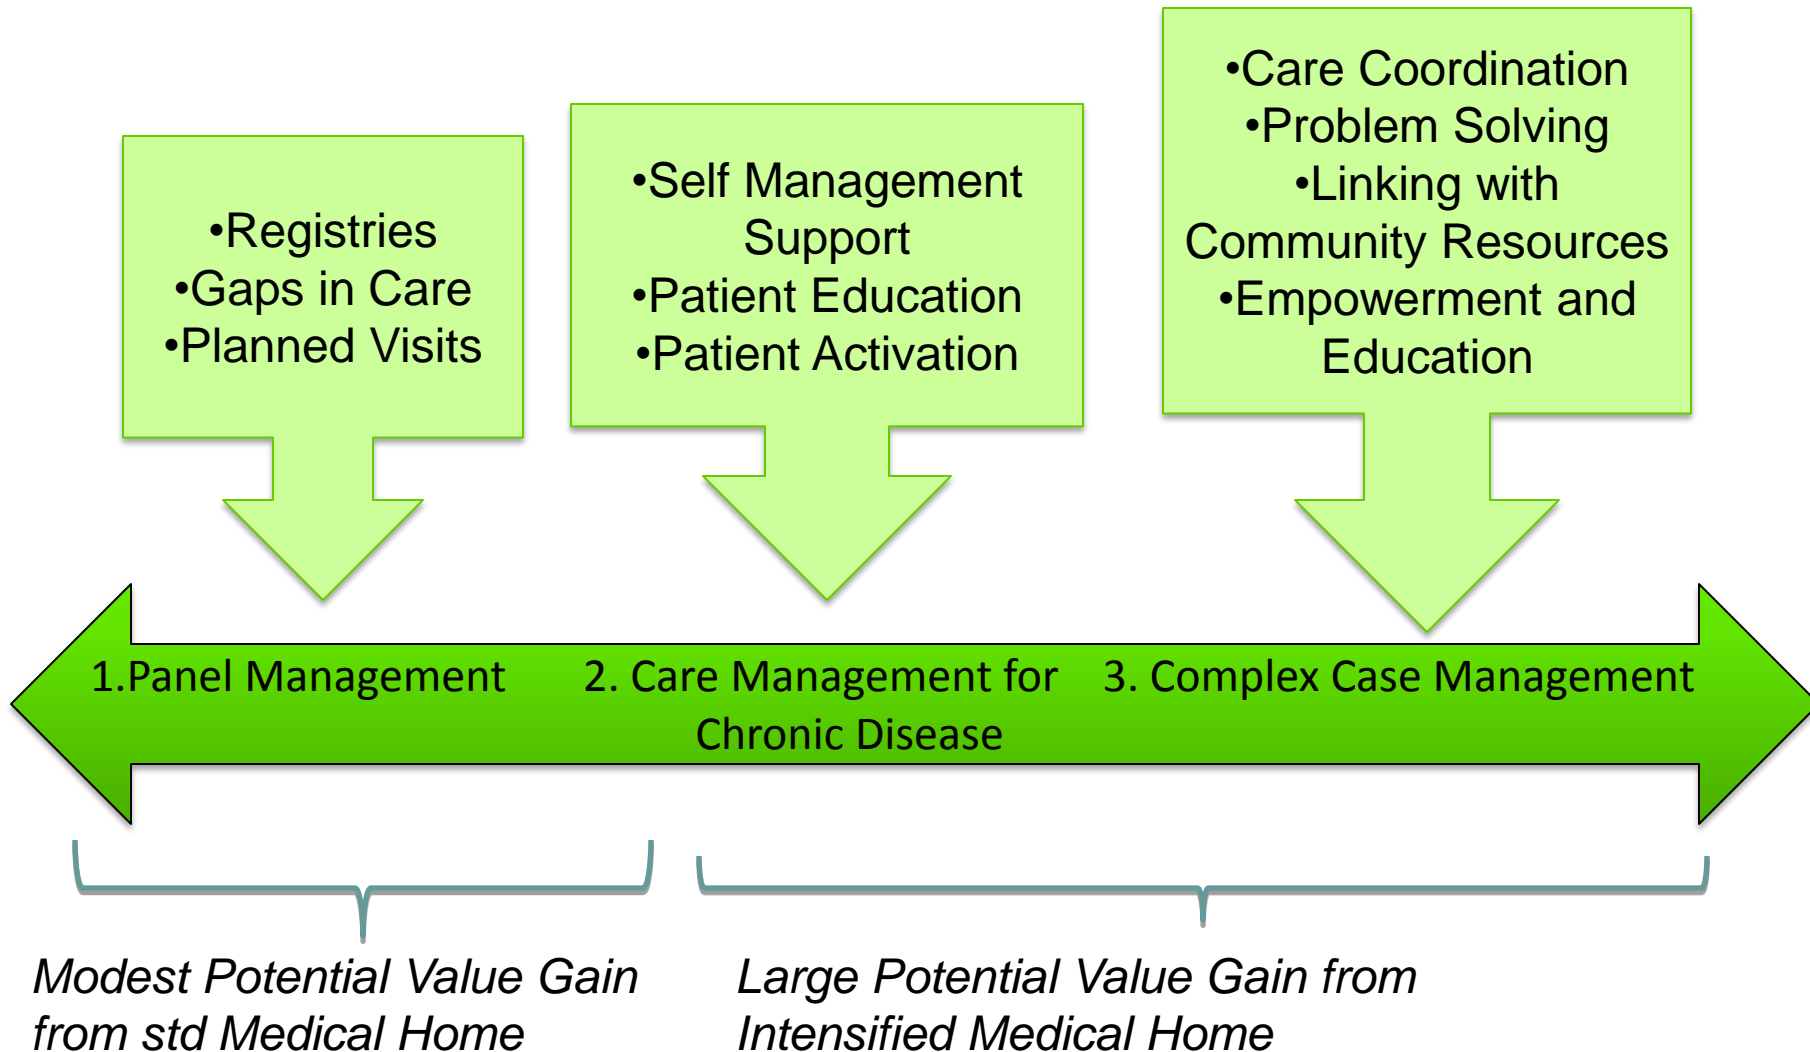 •Registries
•Gaps in Care
•Planned Visits
•Self Management
Support
•Patient Education
•Patient Activation
•Care Coordination
•Problem Solving
•Linking with
Community Resources
•Empowerment and
Education
1.Panel Management
2. Care Management for
Chronic Disease
3. Complex Case Management
Modest Potential Value Gain
from std Medical Home
Large Potential Value Gain from
Intensified Medical Home